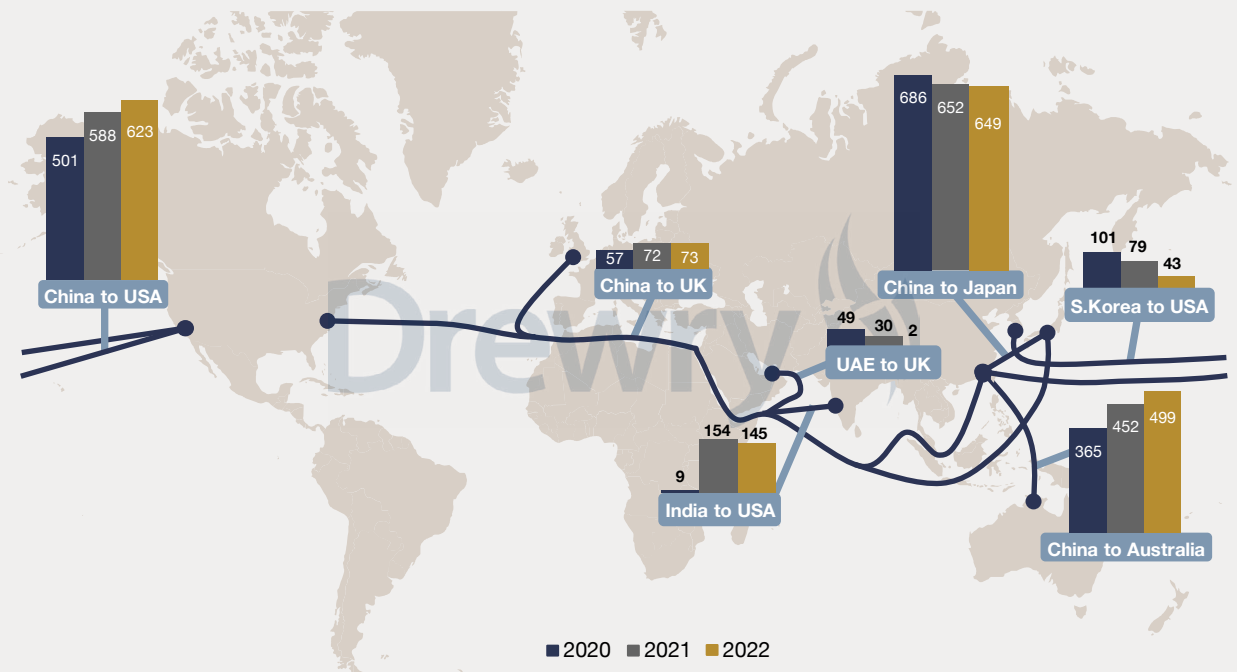 501 588 623
China to USA
57 72 73
China to UK
686 652 649
China to Japan
101 79 43
S.Korea to USA
49 30 2
UAE to UK
9 154 145
India to USA
365 452 499
China to Australia
Drewry
2020 2021 2022